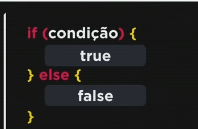 if (condição) {
true
} else {
false
}